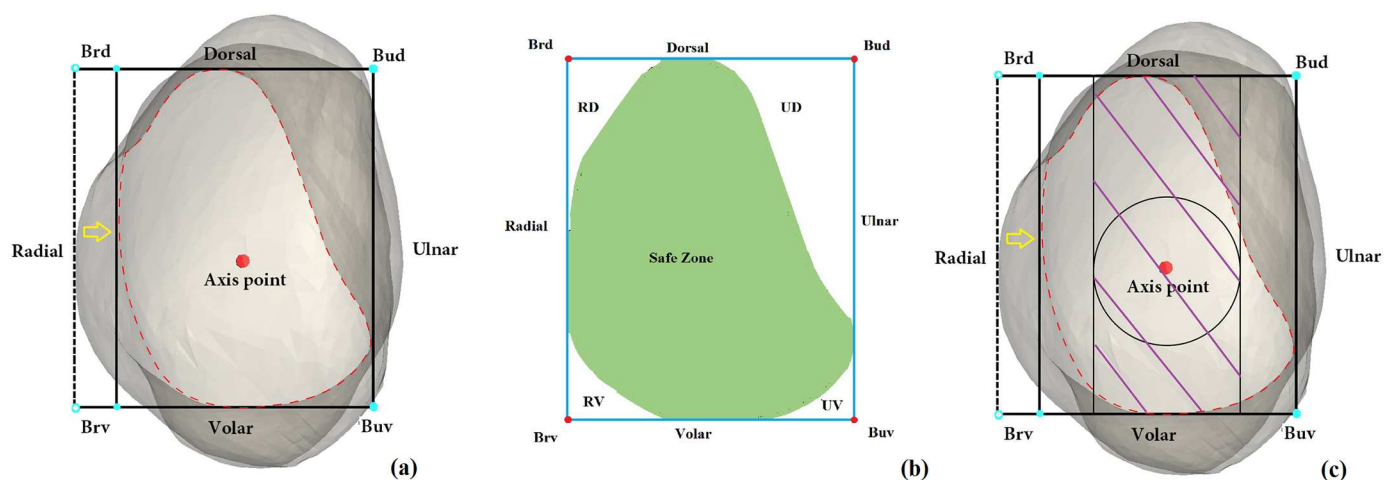 Brd
Dorsal
Bud
Radial
Axis point
Ulnar
Brv
Volar
Buv
(a)
Brd
Dorsal
Bud
RD
UD
Radial
Ulnar
Safe Zone
RV
UV
Brv
Volar
Buv
(b)
Brd
Dorsal
Bud
Radial
Axis point
Ulnar
Brv
Volar
Buv
(c)